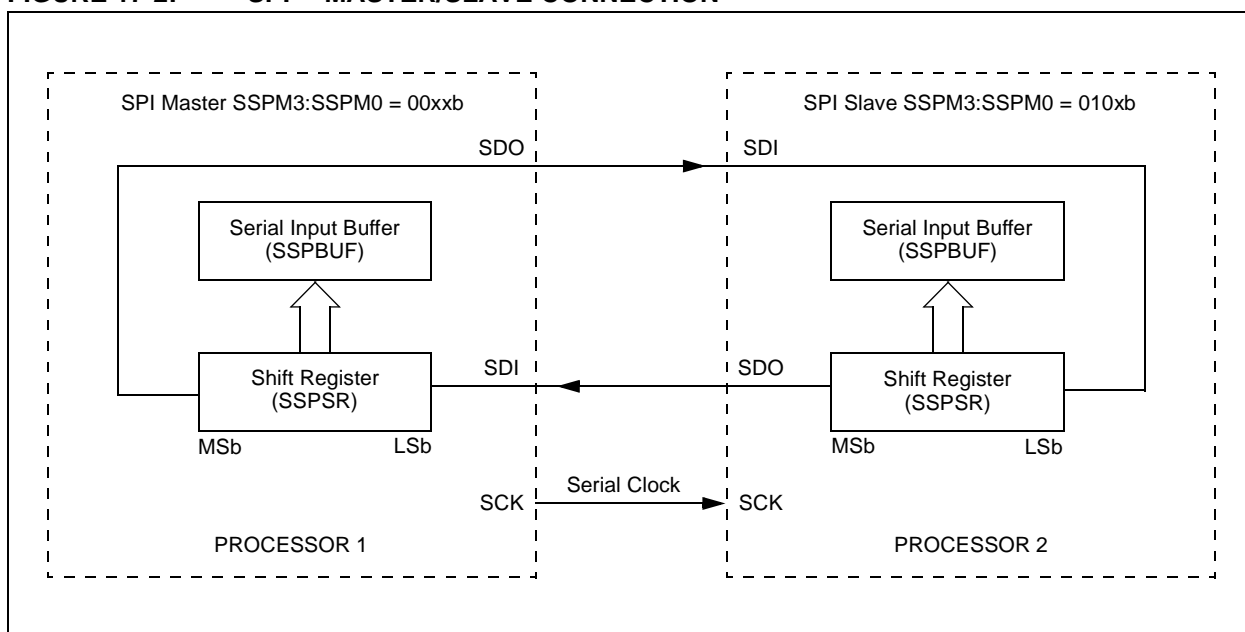 SPI Master SSPM3:SSPM0 = 00xxb
SPI Slave SSPM3:SSPM0 = 010xb
SDO
SDI
Serial Input Buffer
(SSPBUF)
Serial Input Buffer
(SSPBUF)
Shift Register
(SSPSR)
SDI
SDO
Shift Register
(SSPSR)
MSb
LSb
MSb
LSb
Serial Clock
SCK
SCK
PROCESSOR 1
PROCESSOR 2